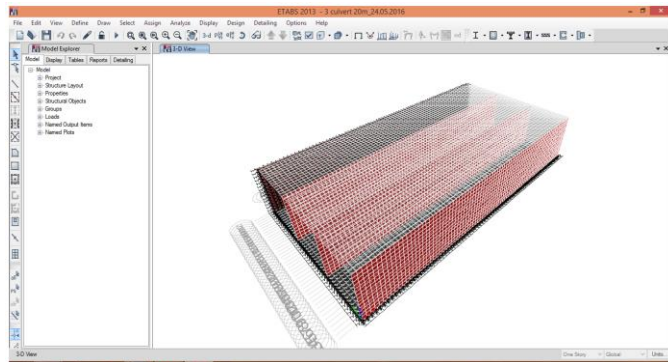 ETABS 2013 - 3 culvert 20m_24.05.2016
File Edit View Define Draw Select Assign Analyze Display Design Detailing Options Help
Model Explorer
3-D View
Model Display Tables Reports Detailing
Model
Project
Structure Layout
Properties
Structural Objects
Groups
Loads
Named Output Items
Named Plots
3-D View
One Story
Global
Units